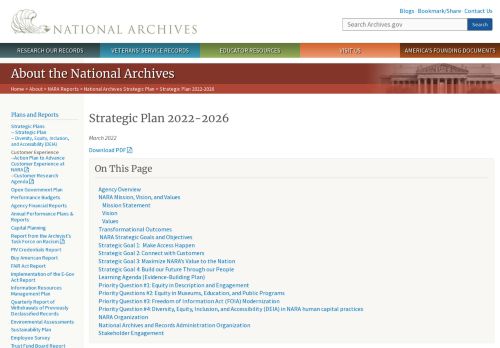 Blogs · Bookmark/Share · Contact Us
NATIONAL ARCHIVES
Search Archives.gov
Search
RESEARCH OUR RECORDS
VETERANS' SERVICE RECORDS
EDUCATOR RESOURCES
VISIT US
AMERICA'S FOUNDING DOCUMENTS
About the National Archives
Home > About > NARA Reports > National Archives Strategic Plan > Strategic Plan 2022-2026
Plans and Reports
Strategic Plans
– Strategic Plan
– Diversity, Equity, Inclusion,
and Accessibility (DEIA)
Customer Experience
–Action Plan to Advance
Customer Experience at
NARA
–Customer Research
Agenda
Open Government Plan
Performance Budgets
Agency Financial Reports
Annual Performance Plans &
Reports
Capital Planning
Report from the Archivist's
Task Force on Racism
PIV Credentials Report
Buy American Report
FAIR Act Report
Implementation of the E-Gov
Act Report
Information Resources
Management Plan
Quarterly Report of
Withdrawals of Previously
Declassified Records
Environmental Assessments
Sustainability Plan
Employee Survey
Trust Fund Board Report
Strategic Plan 2022-2026
March 2022
Download PDF
On This Page
Agency Overview
NARA Mission, Vision, and Values
Mission Statement
Vision
Values
Transformational Outcomes
NARA Strategic Goals and Objectives
Strategic Goal 1: Make Access Happen
Strategic Goal 2: Connect with Customers
Strategic Goal 3: Maximize NARA's Value to the Nation
Strategic Goal 4: Build our Future Through our People
Learning Agenda (Evidence-Building Plan)
Priority Question #1: Equity in Description and Engagement
Priority Questions #2: Equity in Museums, Education, and Public Programs
Priority Question #3: Freedom of Information Act (FOIA) Modernization
Priority Question #4: Diversity, Equity, Inclusion, and Accessibility (DEIA) in NARA human capital practices
NARA Organization
National Archives and Records Administration Organization
Stakeholder Engagement